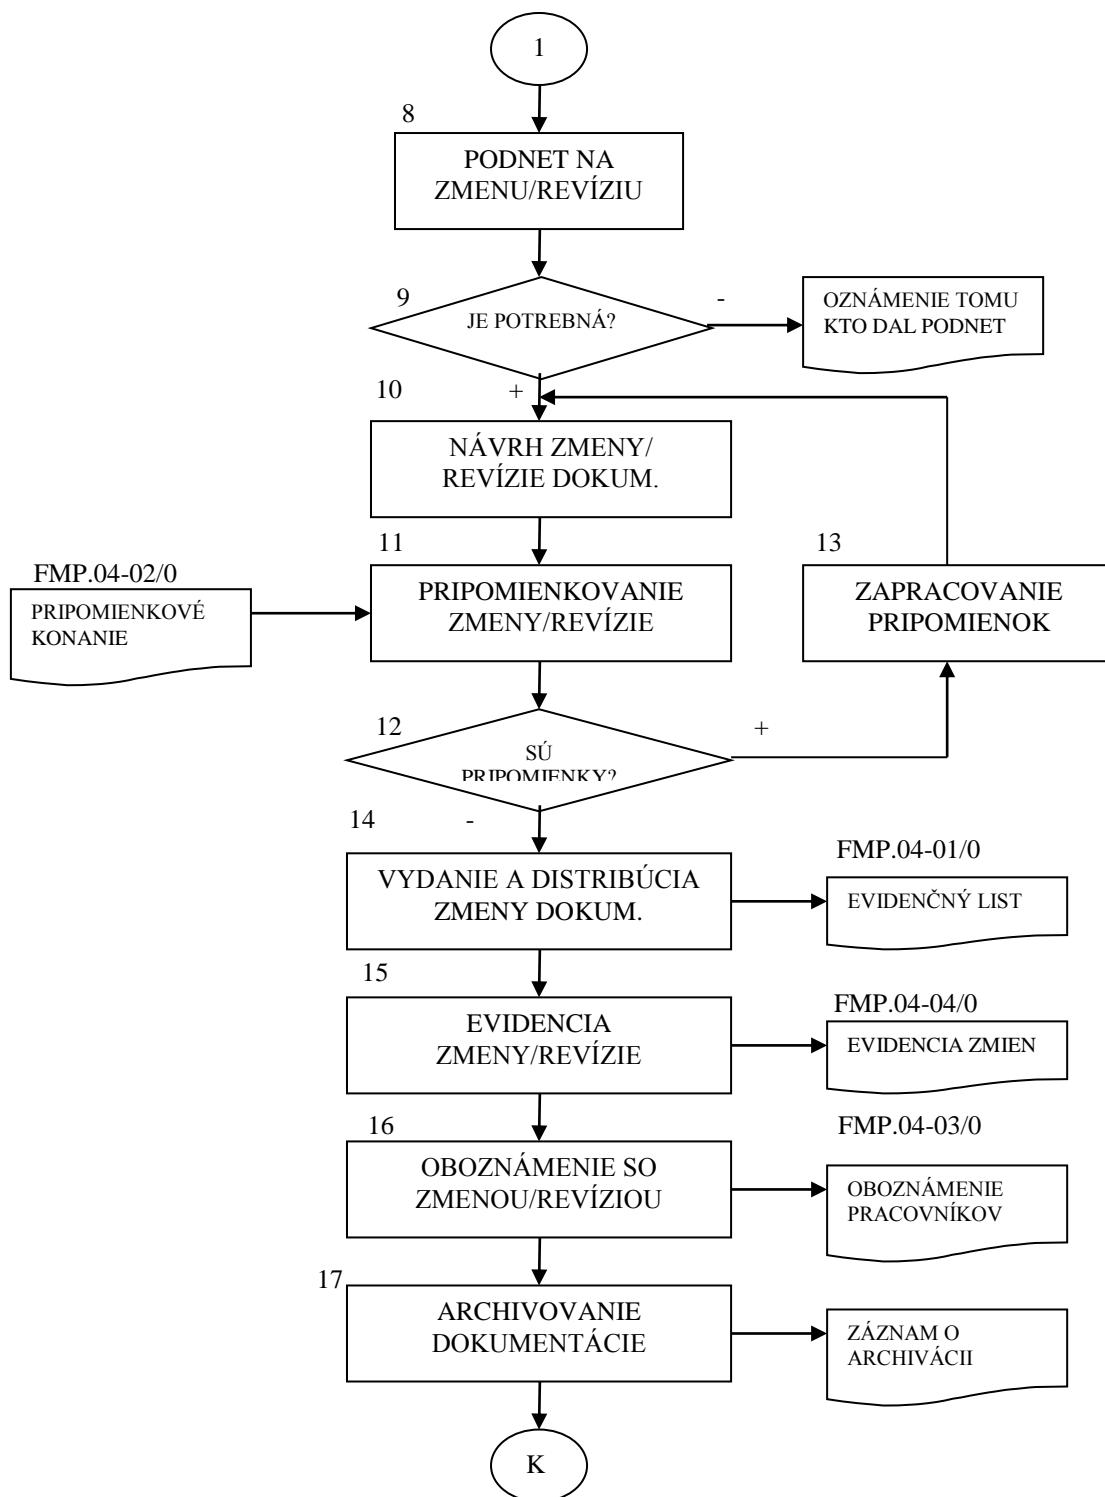 1
8
PODNET NA
ZMENU/REVÍZIU
9
JE POTREBNÁ?
-
OZNÁMENIE TOMU
KTO DAL PODNET
10
+
NÁVRH ZMENY/
REVÍZIE DOKUM.
11
13
FMP.04-02/0
PRIPOMIENKOVÉ
KONANIE
PRIPOMIENKOVANIE
ZMENY/REVÍZIE
ZAPRACOVANIE
PRIPOMIENOK
12
+
SÚ
PRIPOMIENKY?
14
-
FMP.04-01/0
VYDANIE A DISTRIBÚCIA
ZMENY DOKUM.
EVIDENČNÝ LIST
15
FMP.04-04/0
EVIDENCIA
ZMENY/REVÍZIE
EVIDENCIA ZMIEN
16
FMP.04-03/0
OBOZNÁMENIE SO
ZMENOU/REVÍZIOU
OBOZNÁMENIE
PRACOVNÍKOV
17
ARCHIVOVANIE
DOKUMENTÁCIE
ZÁZNAM O
ARCHIVÁCII
K